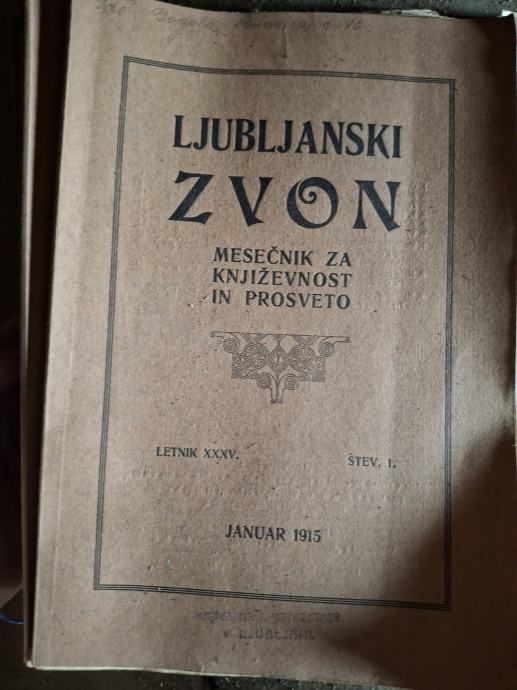 LJUBLJANSKI
ZVON
MESEČNIK ZA
KNJIŽEVNOST
IN PROSVETO
LETNIK XXXV.
ŠTEV. 1.
JANUAR 1915
V LJUBLJANI.